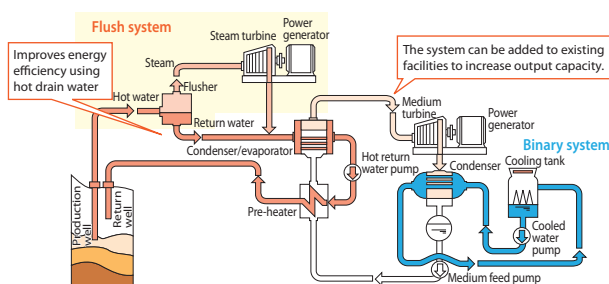 Flush system
Steam turbine
Power
generator
Improves energy
efficiency using
hot drain water
Steam
Flusher
Hot water
Return water
Condenser/evaporator
The system can be added to existing
facilities to increase output capacity.
Medium
turbine
Power
generator
Binary system
Hot return
water pump
Condenser
Cooling tank
Pre-heater
Production
well
Return
well
Cooled
water
pump
Medium feed pump